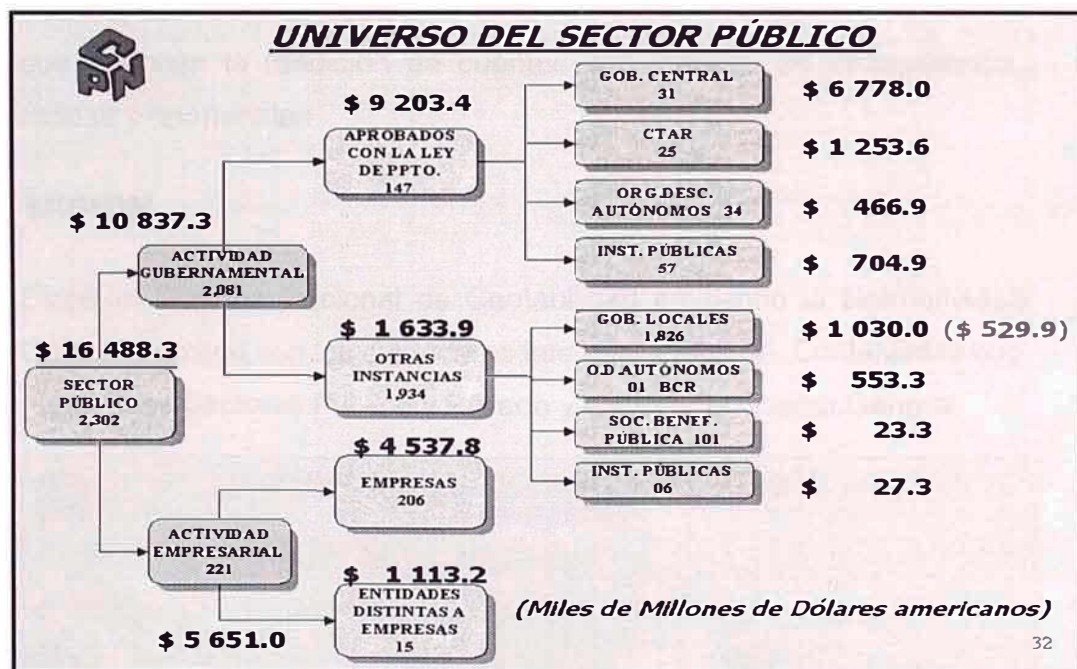 CPN
UNIVERSO DEL SECTOR PÚBLICO
$ 16 488.3
SECTOR
PÚBLICO
2,302
$ 10 837.3
ACTIVIDAD
GUBERNAMENTAL
2,081
ACTIVIDAD
EMPRESARIAL
221
$ 5 651.0
$ 9 203.4
APROBADOS
CON LA LEY
DE PPTO.
147
$ 1 633.9
OTRAS
INSTANCIAS
1,934
$ 4 537.8
EMPRESAS
206
$ 1 113.2
ENTIDADES
DISTINTAS A
EMPRESAS
15
GOB. CENTRAL
31
$ 6 778.0
CTAR
25
$ 1 253.6
ORG.DESC.
AUTÓNOMOS 34
$ 466.9
INST. PÚBLICAS
57
$ 704.9
GOB. LOCALES
1,826
$ 1 030.0 ($ 529.9)
O.D.AUTÓNOMOS
01 BCR
$ 553.3
SOC. BENEF.
PÚBLICA 101
$ 23.3
INST. PÚBLICAS
06
$ 27.3
(Miles de Millones de Dólares americanos)
32